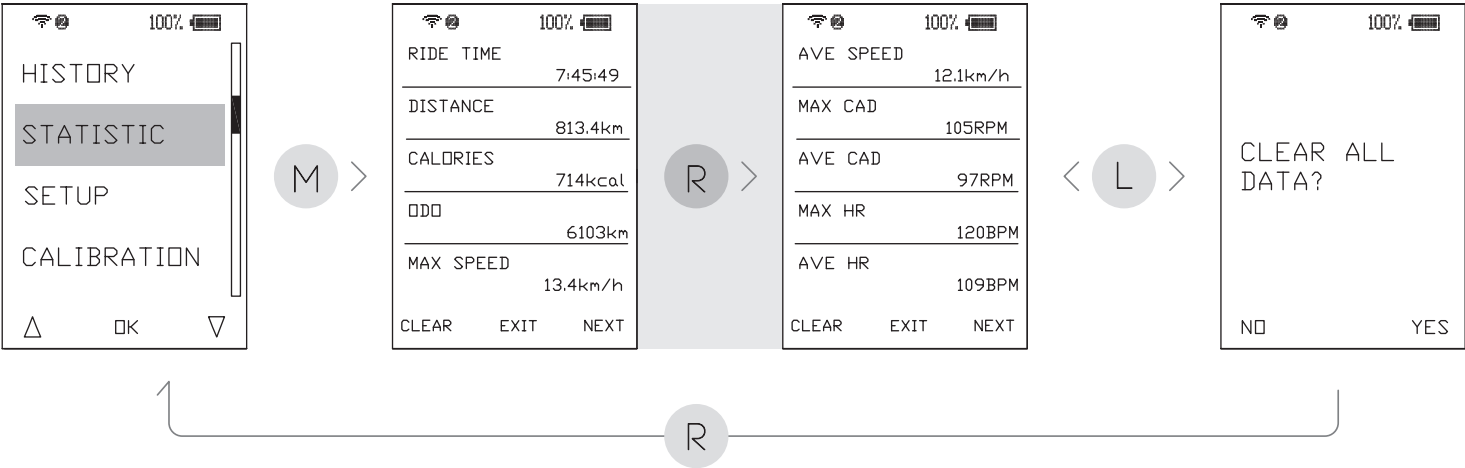 100%
HISTORY
STATISTIC
SETUP
CALIBRATION
OK
M
100%
RIDE TIME
7:45:49
DISTANCE
813.4km
CALORIES
714kcal
ODO
6103km
MAX SPEED
13.4km/h
CLEAR EXIT NEXT
R
100%
AVE SPEED
12.1km/h
MAX CAD
105RPM
AVE CAD
97RPM
MAX HR
120BPM
AVE HR
109BPM
CLEAR EXIT NEXT
L
100%
CLEAR ALL
DATA?
NO YES
R